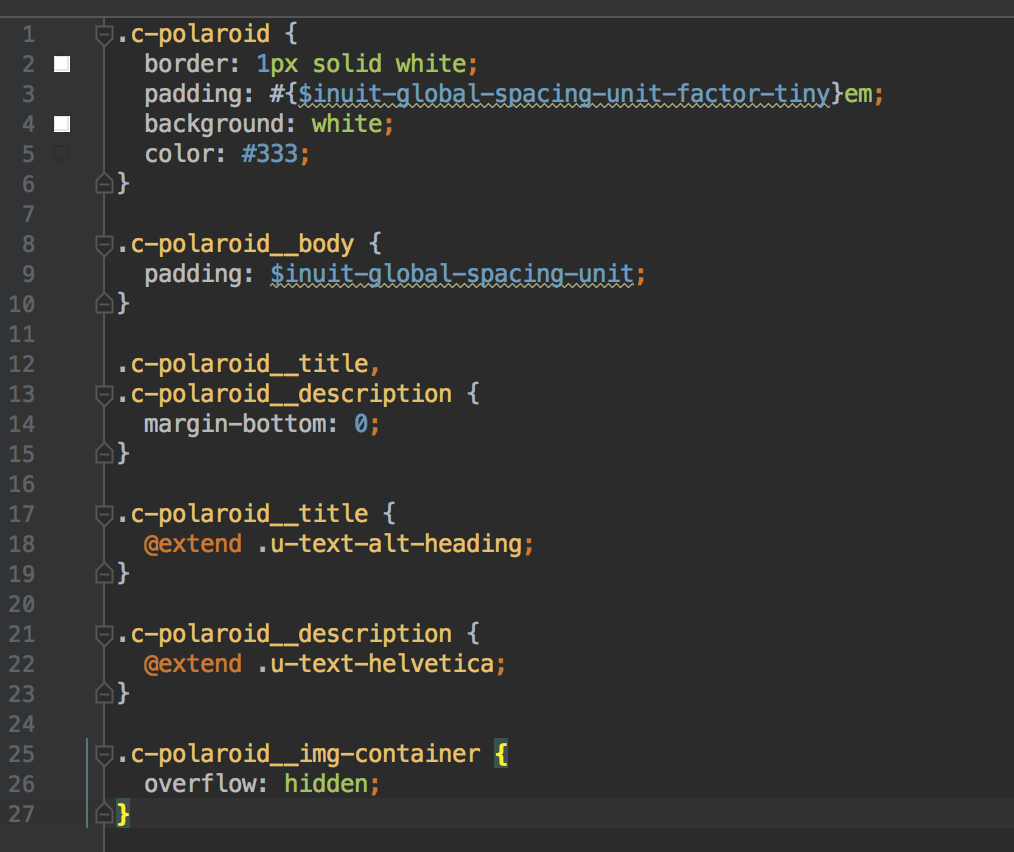 1 .c-polaroid {
2 border: 1px solid white;
3 padding: #{$inuit-global-spacing-unit-factor-tiny}em;
4 background: white;
5 color: #333;
6 }
7
8 .c-polaroid__body {
9 padding: $inuit-global-spacing-unit;
10 }
11
12 .c-polaroid__title,
13 .c-polaroid__description {
14 margin-bottom: 0;
15 }
16
17 .c-polaroid__title {
18 @extend .u-text-alt-heading;
19 }
20
21 .c-polaroid__description {
22 @extend .u-text-helvetica;
23 }
24
25 .c-polaroid__img-container {
26 overflow: hidden;
27 }